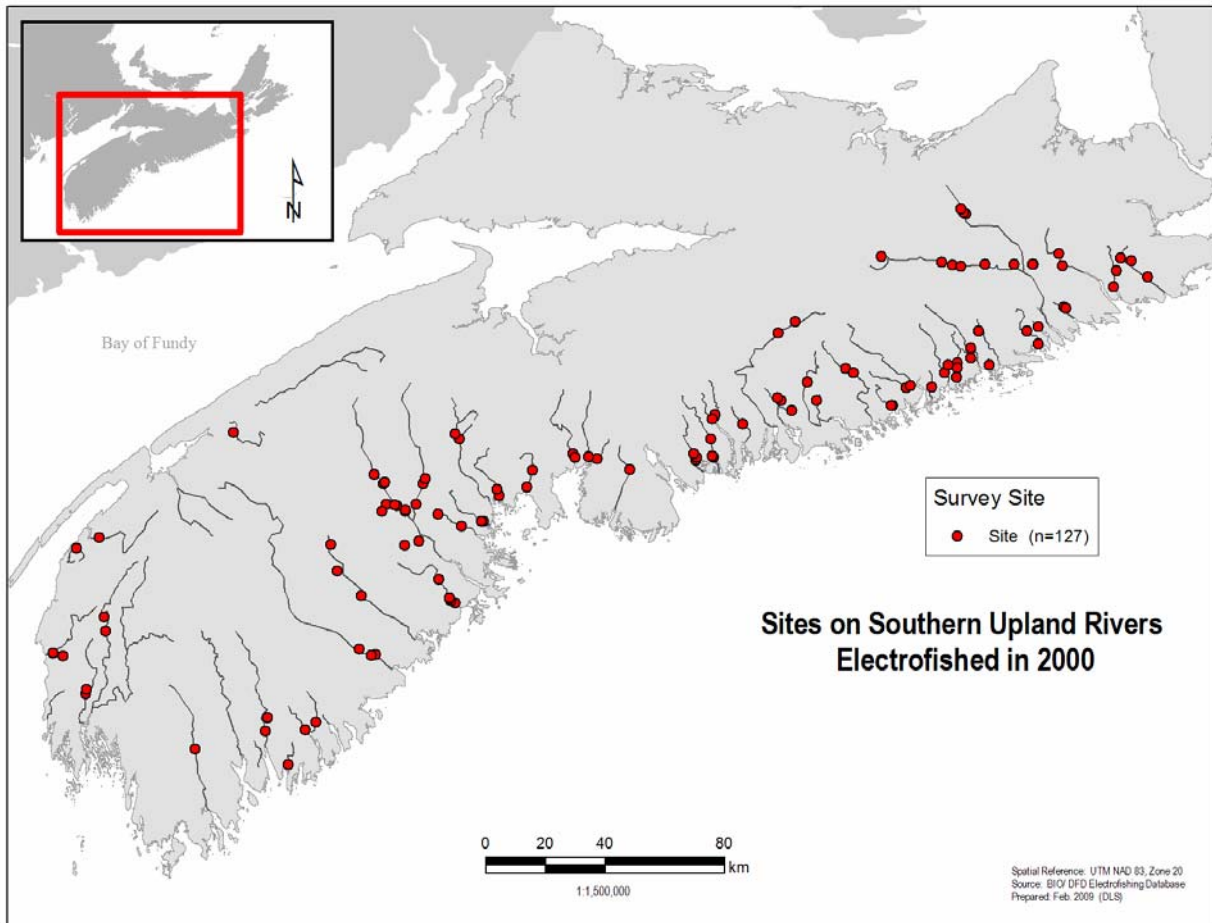 N
Bay of Fundy
Survey Site
Site (n=127)
Sites on Southern Upland Rivers
Electrofished in 2000
0 20 40 80
km
1:1,500,000
Spatial Reference: UTM NAD 83, Zone 20
Source: BIO/ DFD Electrofishing Database
Prepared: Feb. 2009 (DLS)